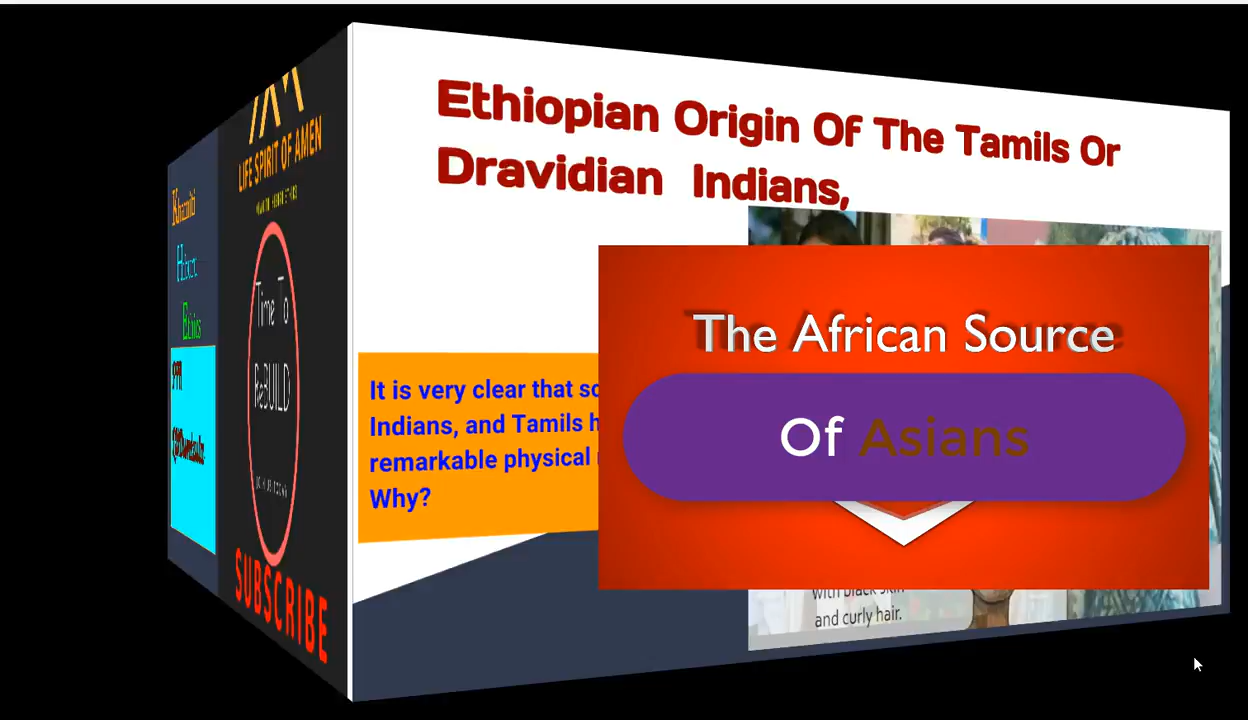 LIFE SPIRIT OF AMEN
Time To
ReBUILD
SUBSCRIBE
Ethiopian Origin Of The Tamils Or
Dravidian Indians,
It is very clear that
Indians, and Tamils
remarkable physical
Why?
The African Source
Of Asians
with black skin
and curly hair.